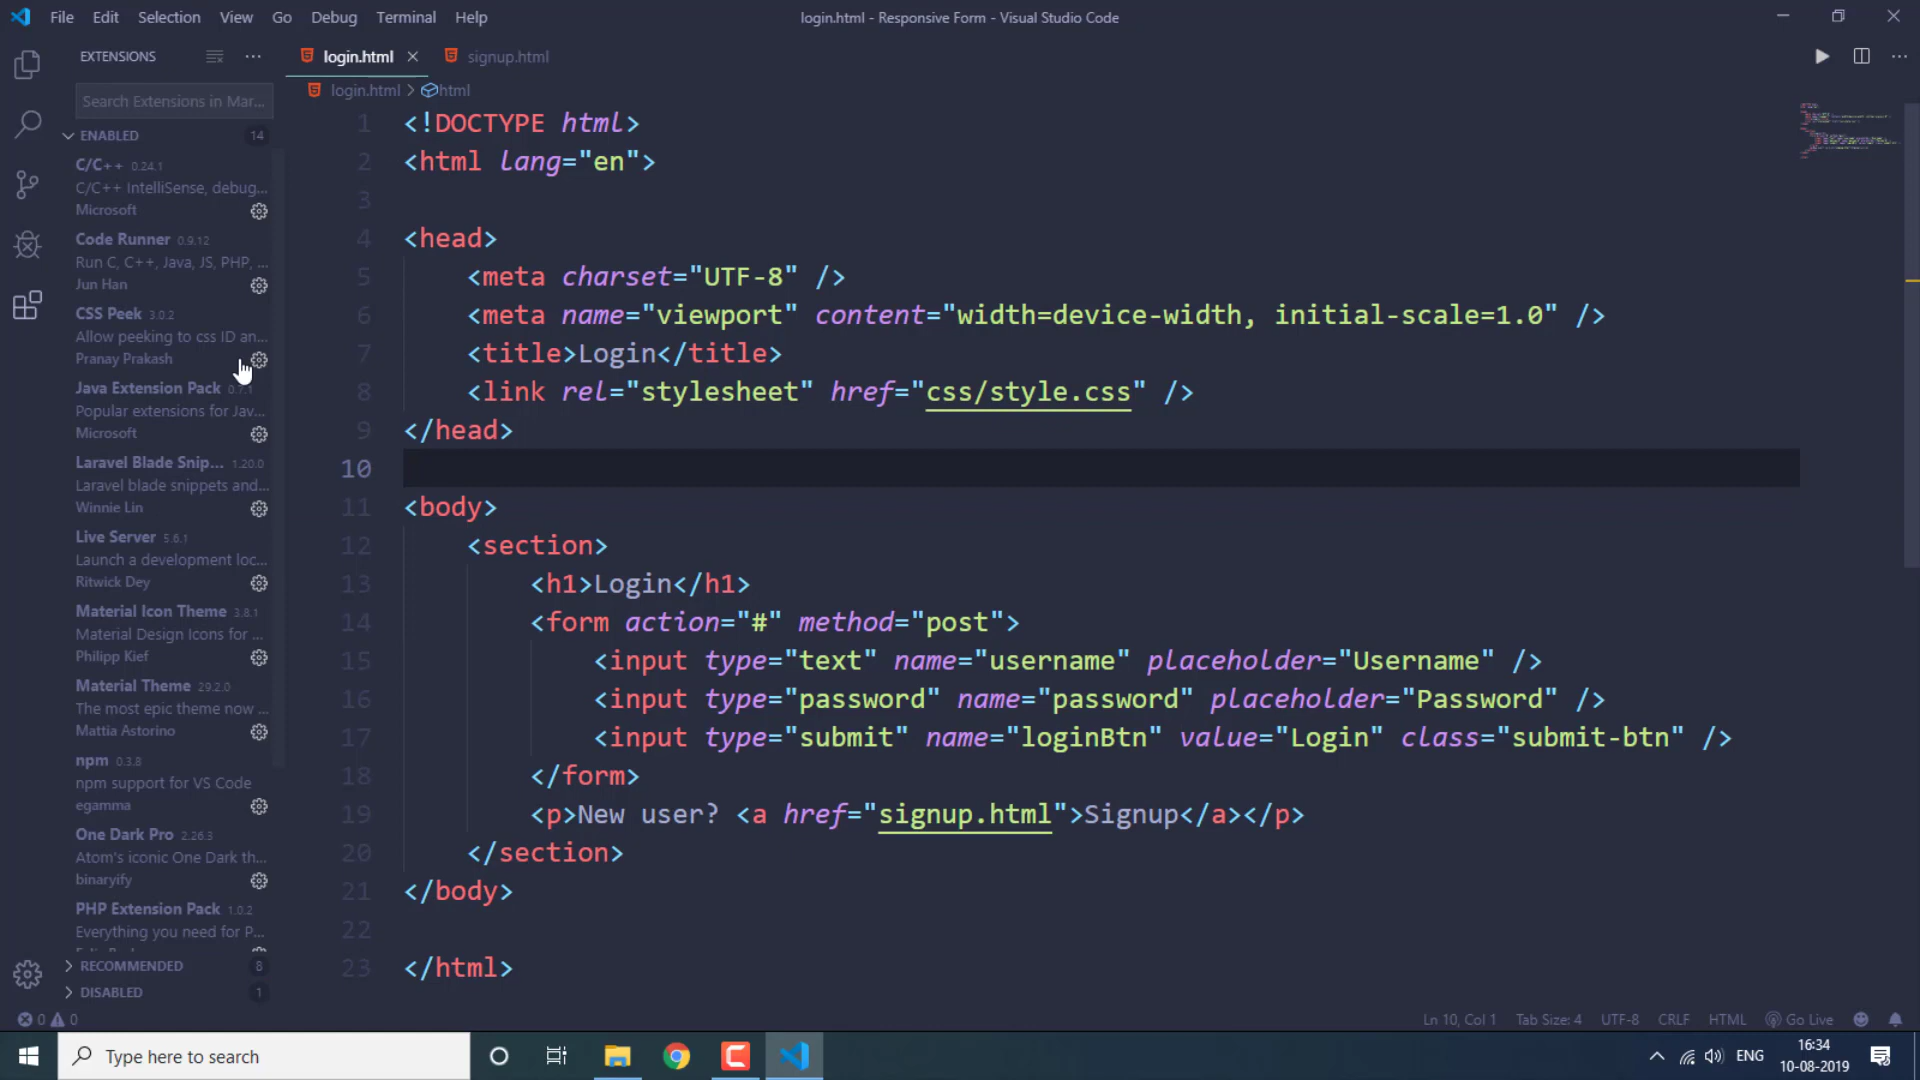 File Edit Selection View Go Debug Terminal Help
login.html - Responsive Form - Visual Studio Code
EXTENSIONS
Search Extensions in Mar...
ENABLED 14
C/C++ 0.24.1
C/C++ IntelliSense, debug...
Microsoft
Code Runner 0.9.12
Run C, C++, Java, JS, PHP, ...
Jun Han
CSS Peek 3.0.2
Allow peeking to css ID an...
Pranay Prakash
Java Extension Pack 0.7.1
Popular extensions for Jav...
Microsoft
Laravel Blade Snip... 1.20.0
Laravel blade snippets and...
Winnie Lin
Live Server 5.6.1
Launch a development loc...
Ritwick Dey
Material Icon Theme 3.8.1
Material Design Icons for ...
Philipp Kief
Material Theme 29.2.0
The most epic theme now ...
Mattia Astorino
npm 0.3.8
npm support for VS Code
egamma
One Dark Pro 2.26.3
Atom's iconic One Dark th...
binaryify
PHP Extension Pack 1.0.2
Everything you need for P...
RECOMMENDED 8
DISABLED 1
login.html signup.html
login.html > html
1 <!DOCTYPE html>
2 <html lang="en">
3
4 <head>
5 <meta charset="UTF-8" />
6 <meta name="viewport" content="width=device-width, initial-scale=1.0" />
7 <title>Login</title>
8 <link rel="stylesheet" href="css/style.css" />
9 </head>
10
11 <body>
12 <section>
13 <h1>Login</h1>
14 <form action="#" method="post">
15 <input type="text" name="username" placeholder="Username" />
16 <input type="password" name="password" placeholder="Password" />
17 <input type="submit" name="loginBtn" value="Login" class="submit-btn" />
18 </form>
19 <p>New user? <a href="signup.html">Signup</a></p>
20 </section>
21 </body>
22
23 </html>
0 0
Ln 10, Col 1 Tab Size: 4 UTF-8 CRLF HTML Go Live
Type here to search
ENG
16:34
10-08-2019